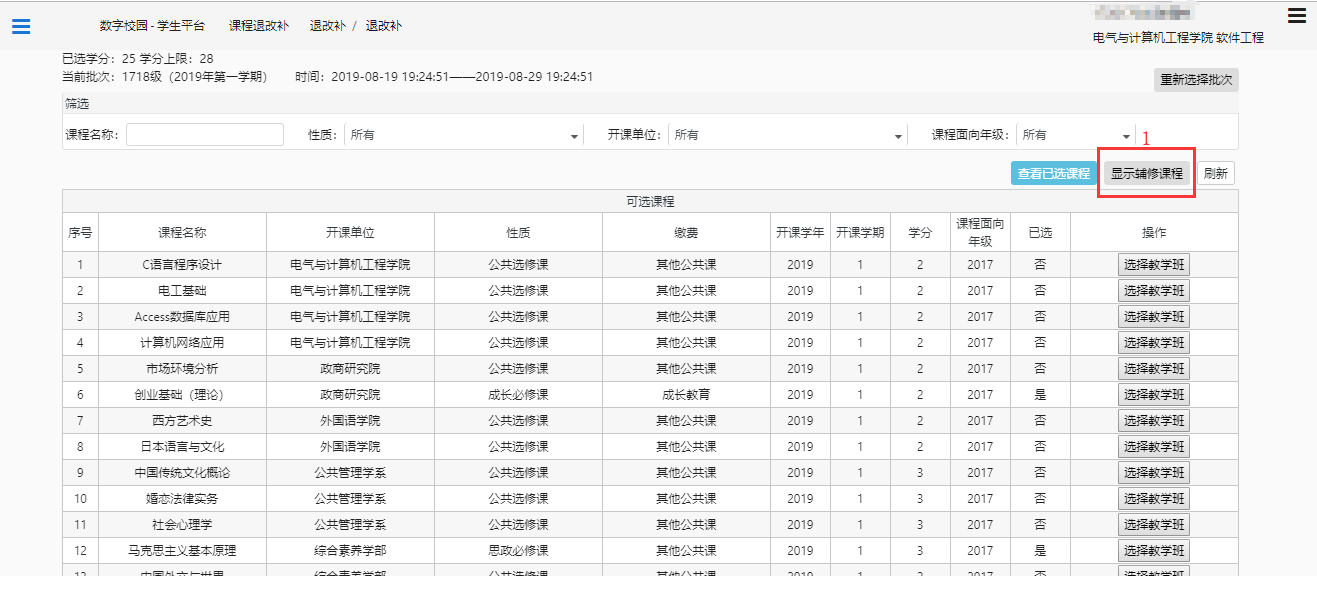 数字校园 - 学生平台 课程退改补 退改补 / 退改补
电气与计算机工程学院 软件工程
已选学分：25 学分上限：28
当前批次：1718级（2019年第一学期） 时间：2019-08-19 19:24:51——2019-08-29 19:24:51
重新选择批次
筛选
课程名称： 性质： 所有 开课单位： 所有 课程面向年级： 所有
1
查看已选课程 显示辅修课程 刷新
可选课程
序号 课程名称 开课单位 性质 缴费 开课学年 开课学期 学分 课程面向年级 已选 操作
1 C语言程序设计 电气与计算机工程学院 公共选修课 其他公共课 2019 1 2 2017 否 选择教学班
2 电工基础 电气与计算机工程学院 公共选修课 其他公共课 2019 1 2 2017 否 选择教学班
3 Access数据库应用 电气与计算机工程学院 公共选修课 其他公共课 2019 1 2 2017 否 选择教学班
4 计算机网络应用 电气与计算机工程学院 公共选修课 其他公共课 2019 1 2 2017 否 选择教学班
5 市场环境分析 政商研究院 公共选修课 其他公共课 2019 1 2 2017 否 选择教学班
6 创业基础（理论） 政商研究院 成长必修课 成长教育 2019 1 2 2017 是 选择教学班
7 西方艺术史 外国语学院 公共选修课 其他公共课 2019 1 2 2017 否 选择教学班
8 日本语言与文化 外国语学院 公共选修课 其他公共课 2019 1 2 2017 否 选择教学班
9 中国传统文化概论 公共管理学系 公共选修课 其他公共课 2019 1 3 2017 否 选择教学班
10 婚恋法律实务 公共管理学系 公共选修课 其他公共课 2019 1 3 2017 否 选择教学班
11 社会心理学 公共管理学系 公共选修课 其他公共课 2019 1 3 2017 否 选择教学班
12 马克思主义基本原理 综合素养学部 思政必修课 其他公共课 2019 1 3 2017 是 选择教学班